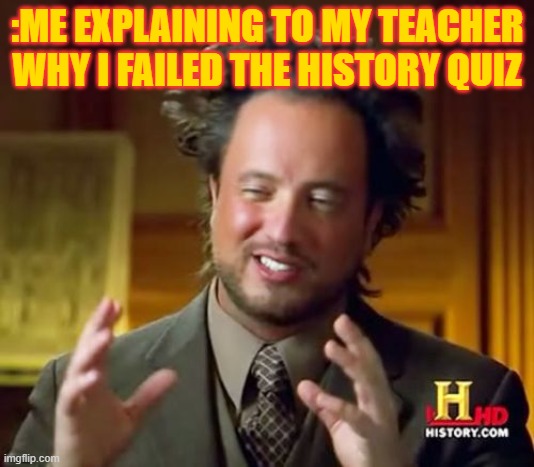 :ME EXPLAINING TO MY TEACHER
WHY I FAILED THE HISTORY QUIZ
H HD
HISTORY.COM
imgflip.com